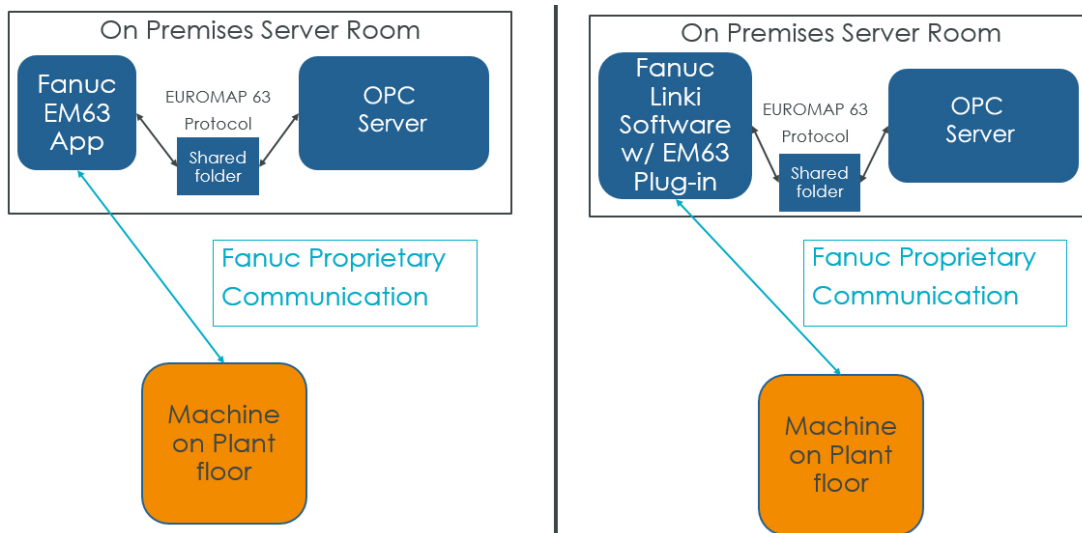 On Premises Server Room
Fanuc
EM63
App
EUROMAP 63
Protocol
Shared
folder
OPC
Server
Fanuc Proprietary
Communication
Machine
on Plant
floor
On Premises Server Room
Fanuc
Linki
Software
w/ EM63
Plug-in
EUROMAP 63
Protocol
Shared
folder
OPC
Server
Fanuc Proprietary
Communication
Machine
on Plant
floor